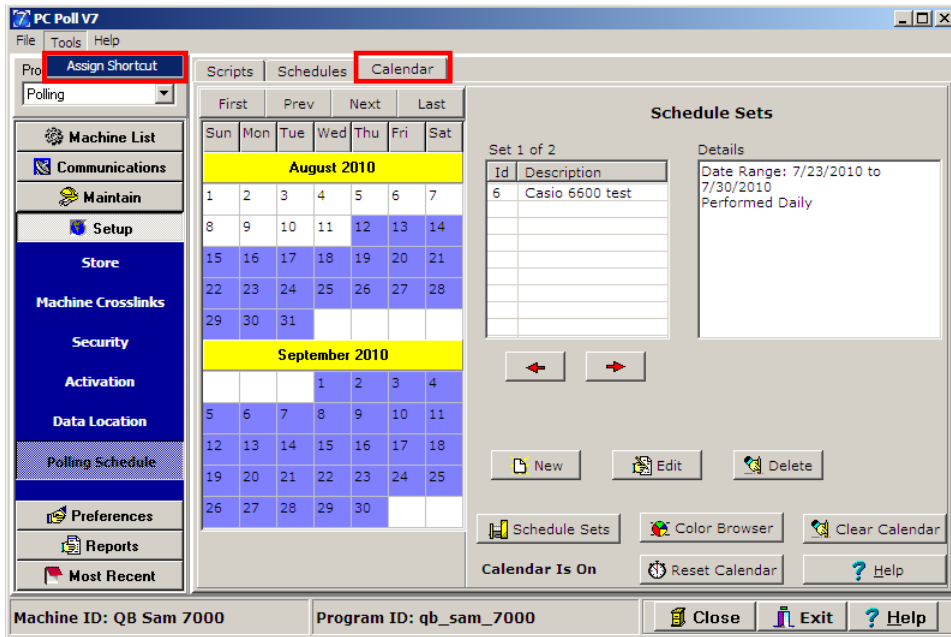 PC Poll V7
File Tools Help
Assign Shortcut
Pro
Polling
Machine List
Communications
Maintain
Setup
Store
Machine Crosslinks
Security
Activation
Data Location
Polling Schedule
Preferences
Reports
Most Recent
Scripts Schedules Calendar
First Prev Next Last
Sun Mon Tue Wed Thu Fri Sat
August 2010
1 2 3 4 5 6 7
8 9 10 11 12 13 14
15 16 17 18 19 20 21
22 23 24 25 26 27 28
29 30 31
September 2010
1 2 3 4
5 6 7 8 9 10 11
12 13 14 15 16 17 18
19 20 21 22 23 24 25
26 27 28 29 30
Schedule Sets
Set 1 of 2
Id Description
6 Casio 6600 test
Details
Date Range: 7/23/2010 to
7/30/2010
Performed Daily
New Edit Delete
Schedule Sets Color Browser Clear Calendar
Calendar Is On Reset Calendar Help
Machine ID: QB Sam 7000 Program ID: qb_sam_7000 Close Exit Help